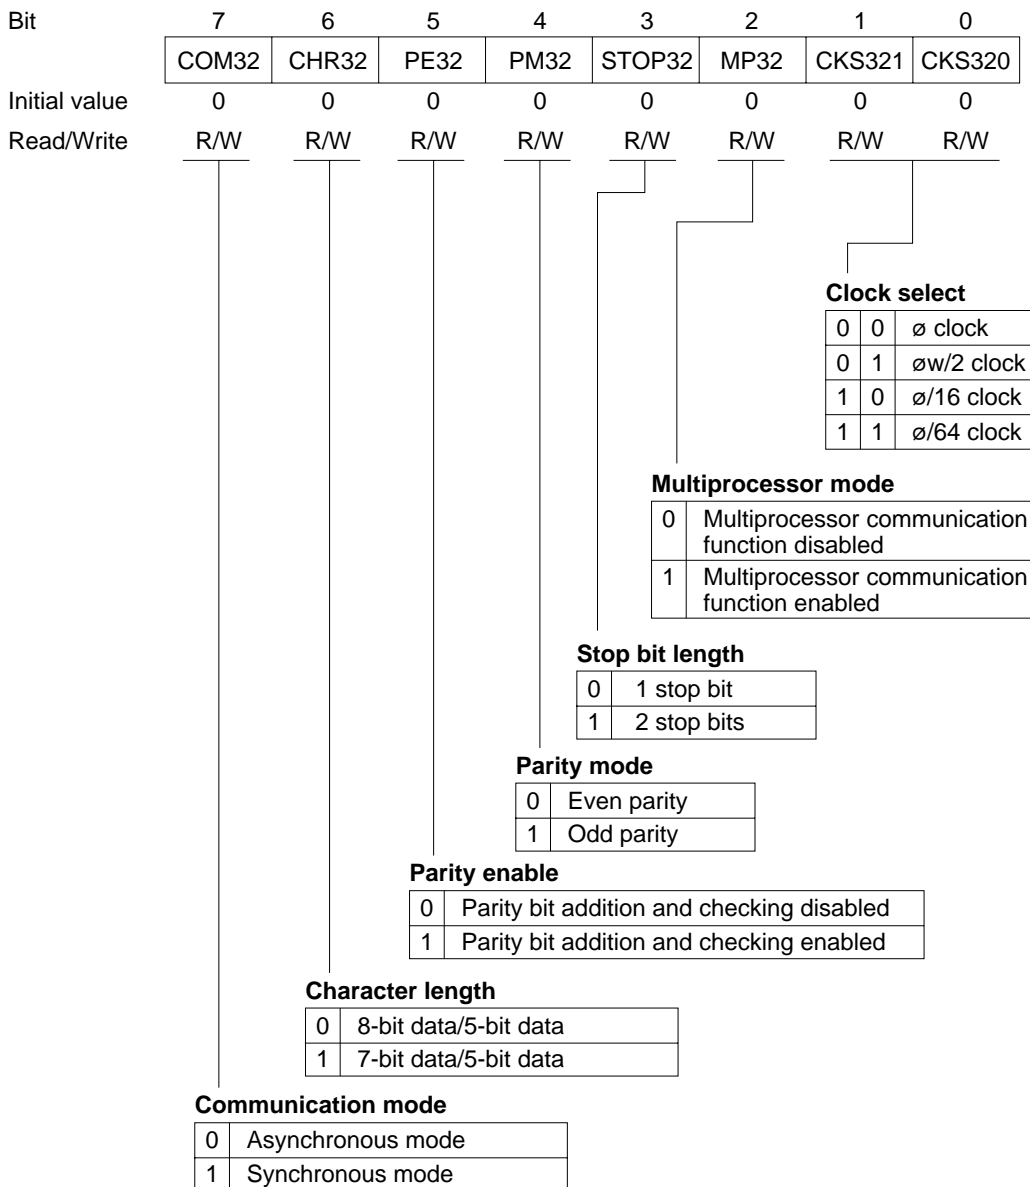 Bit 7 6 5 4 3 2 1 0
COM32 CHR32 PE32 PM32 STOP32 MP32 CKS321 CKS320
Initial value 0 0 0 0 0 0 0 0
Read/Write R/W R/W R/W R/W R/W R/W R/W R/W
Clock select
0 0 ø clock
0 1 øw/2 clock
1 0 ø/16 clock
1 1 ø/64 clock
Multiprocessor mode
0 Multiprocessor communication
function disabled
1 Multiprocessor communication
function enabled
Stop bit length
0 1 stop bit
1 2 stop bits
Parity mode
0 Even parity
1 Odd parity
Parity enable
0 Parity bit addition and checking disabled
1 Parity bit addition and checking enabled
Character length
0 8-bit data/5-bit data
1 7-bit data/5-bit data
Communication mode
0 Asynchronous mode
1 Synchronous mode